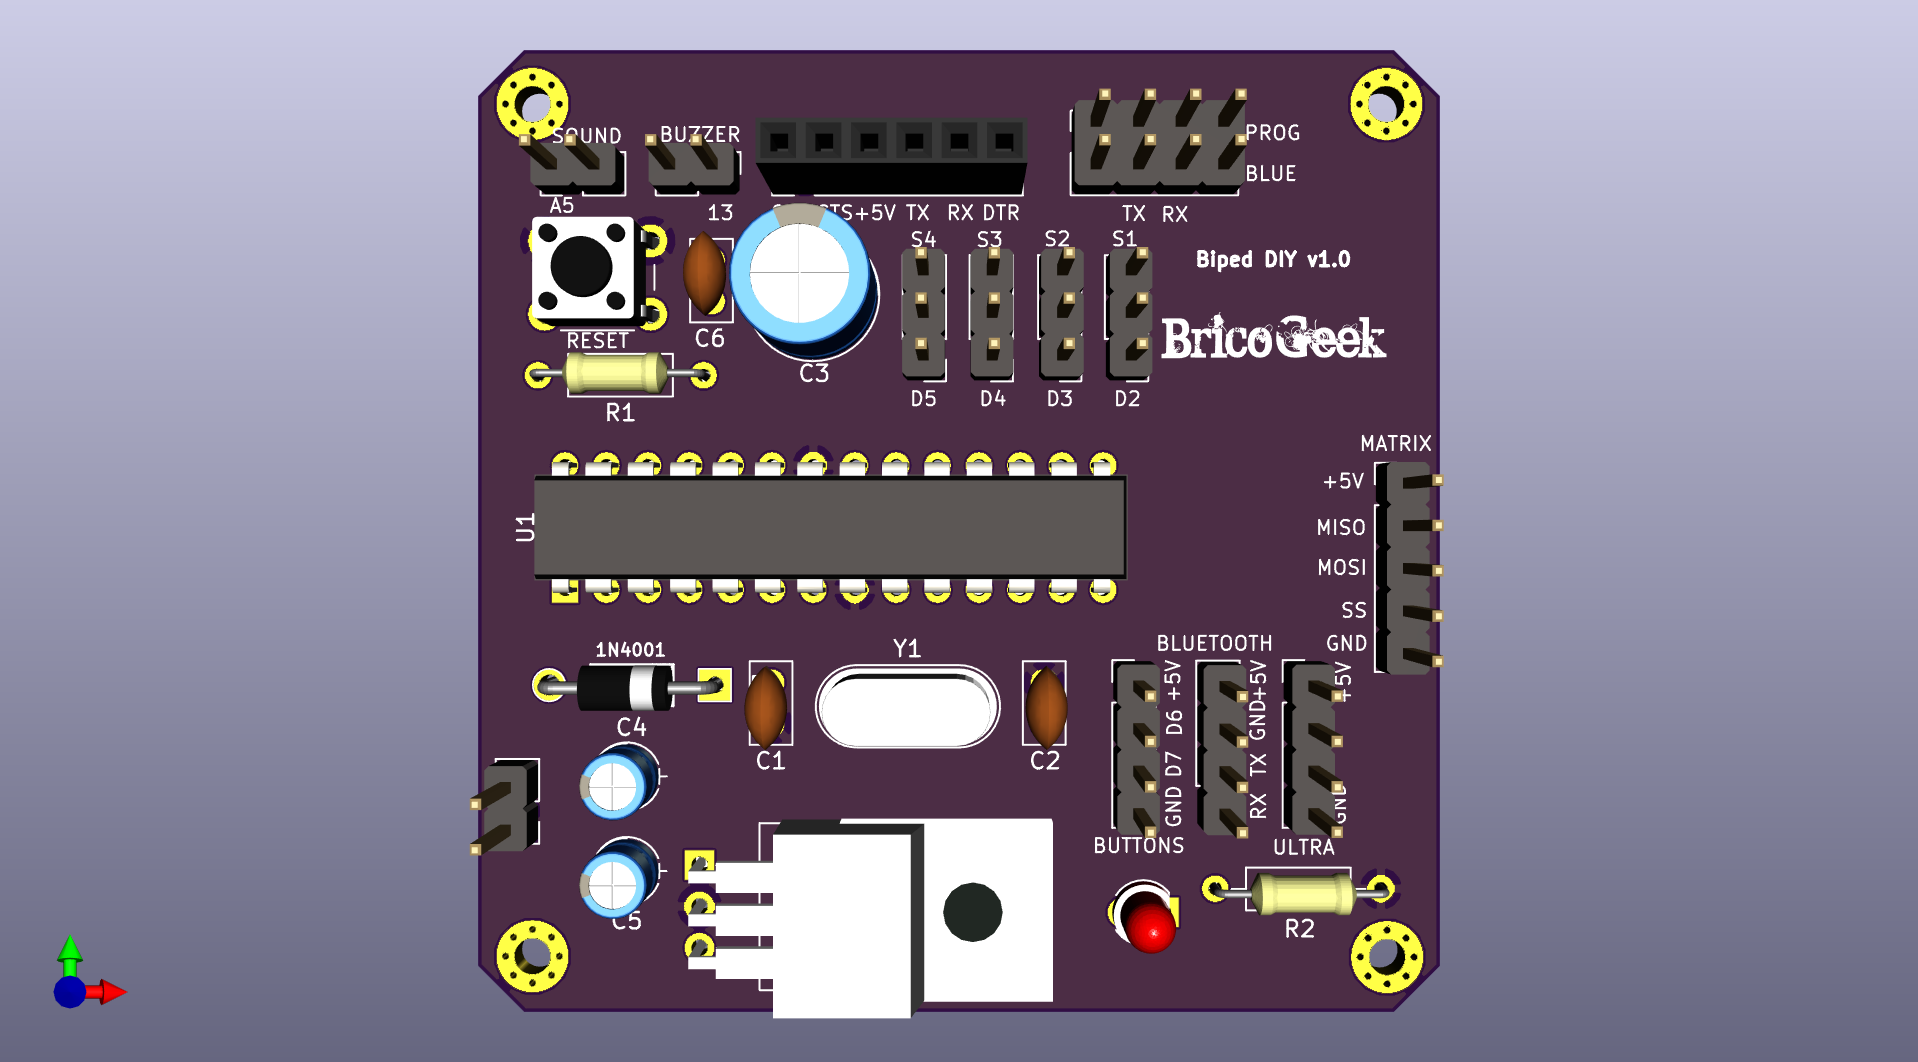 SOUND
BUZZER
PROG
BLUE
A5
13
+5V TX RX DTR
TX RX
S4 S3 S2 S1
Biped DIY v1.0
BricoGeek
RESET
C6
C3
R1
D5 D4 D3 D2
MATRIX
+5V
MISO
MOSI
SS
GND
U1
1N4001
Y1
BLUETOOTH
C4
C1
C2
GND D7 D6 +5V
RX TX GND +5V
GND +5V
BUTTONS
ULTRA
C5
R2